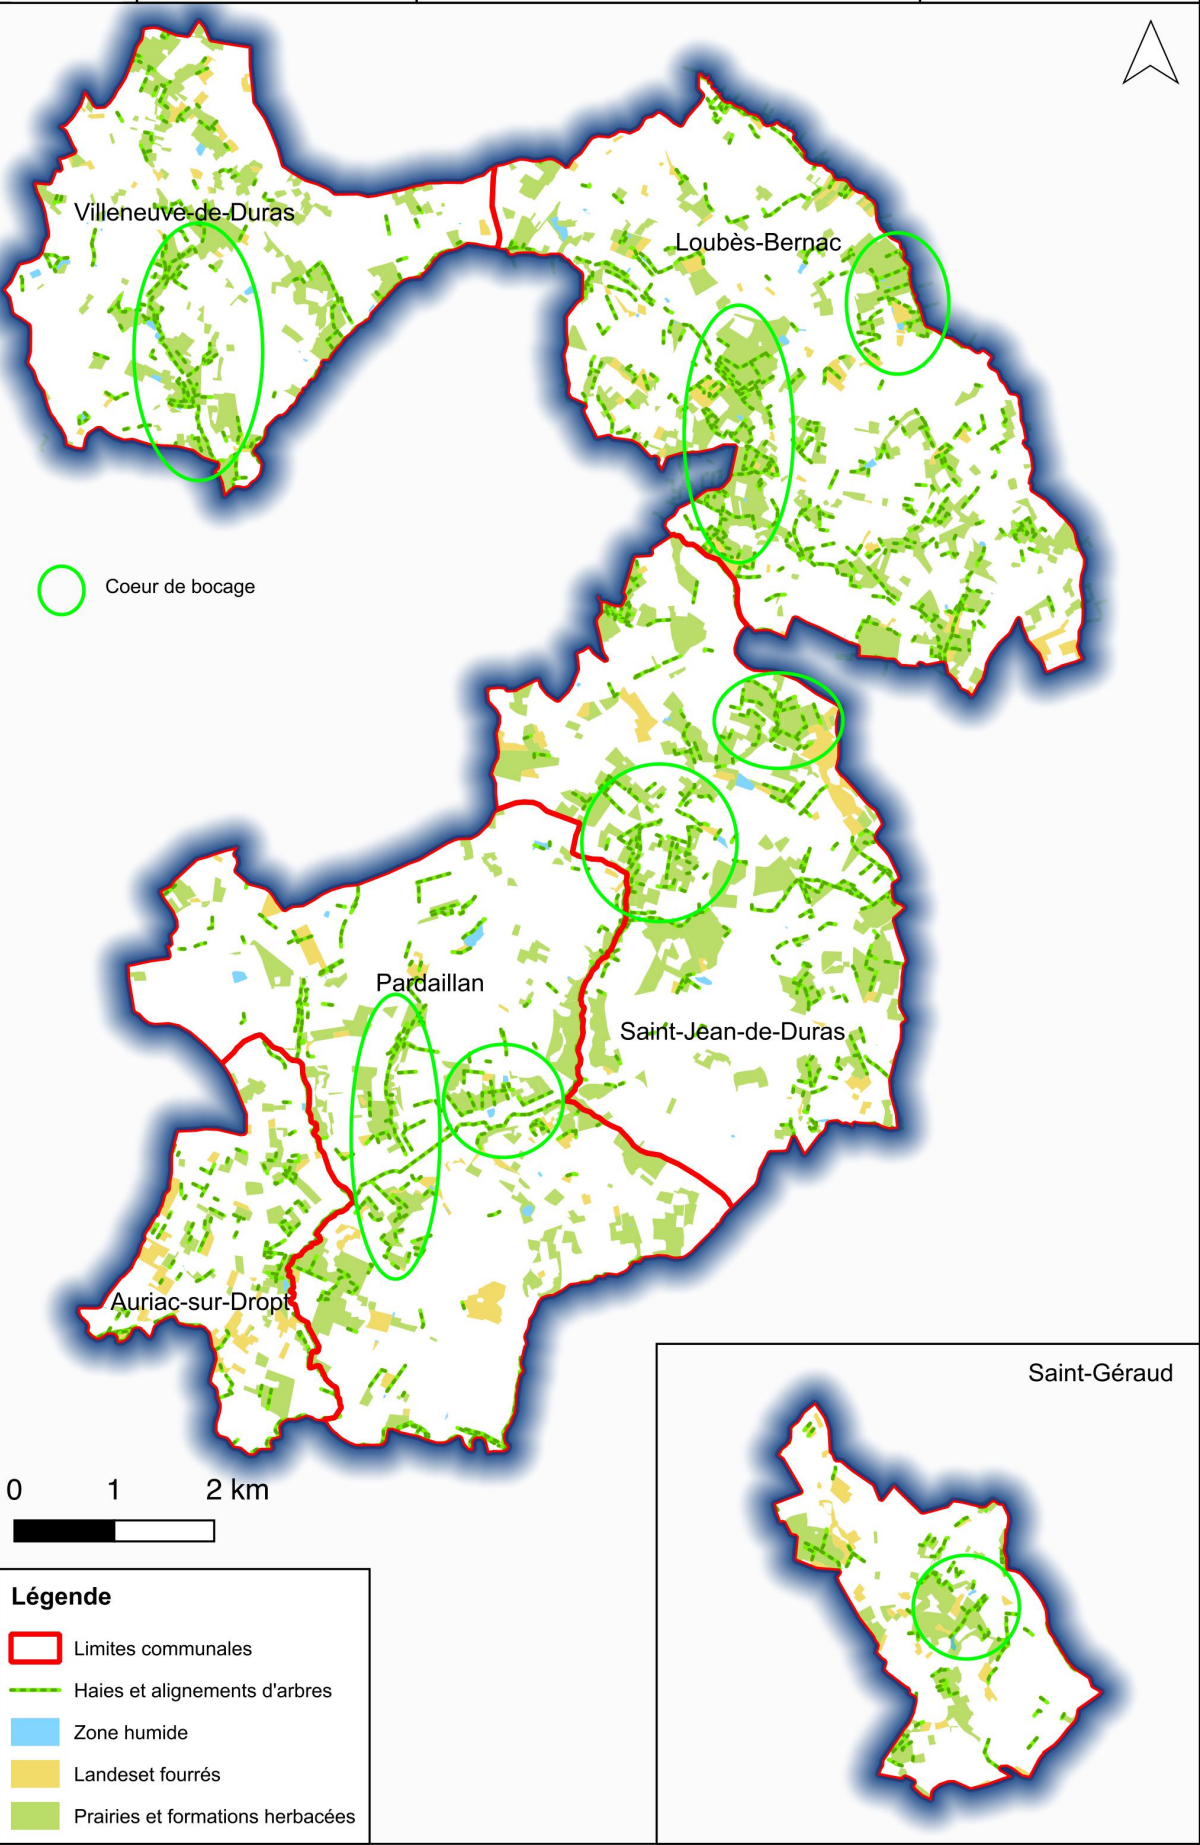 Villeneuve-de-Duras
Loubès-Bernac
Coeur de bocage
Pardaillan
Saint-Jean-de-Duras
Auriac-sur-Dropt
Saint-Géraud
0 1 2 km
Légende
Limites communales
Haies et alignements d'arbres
Zone humide
Landeset fourrés
Prairies et formations herbacées